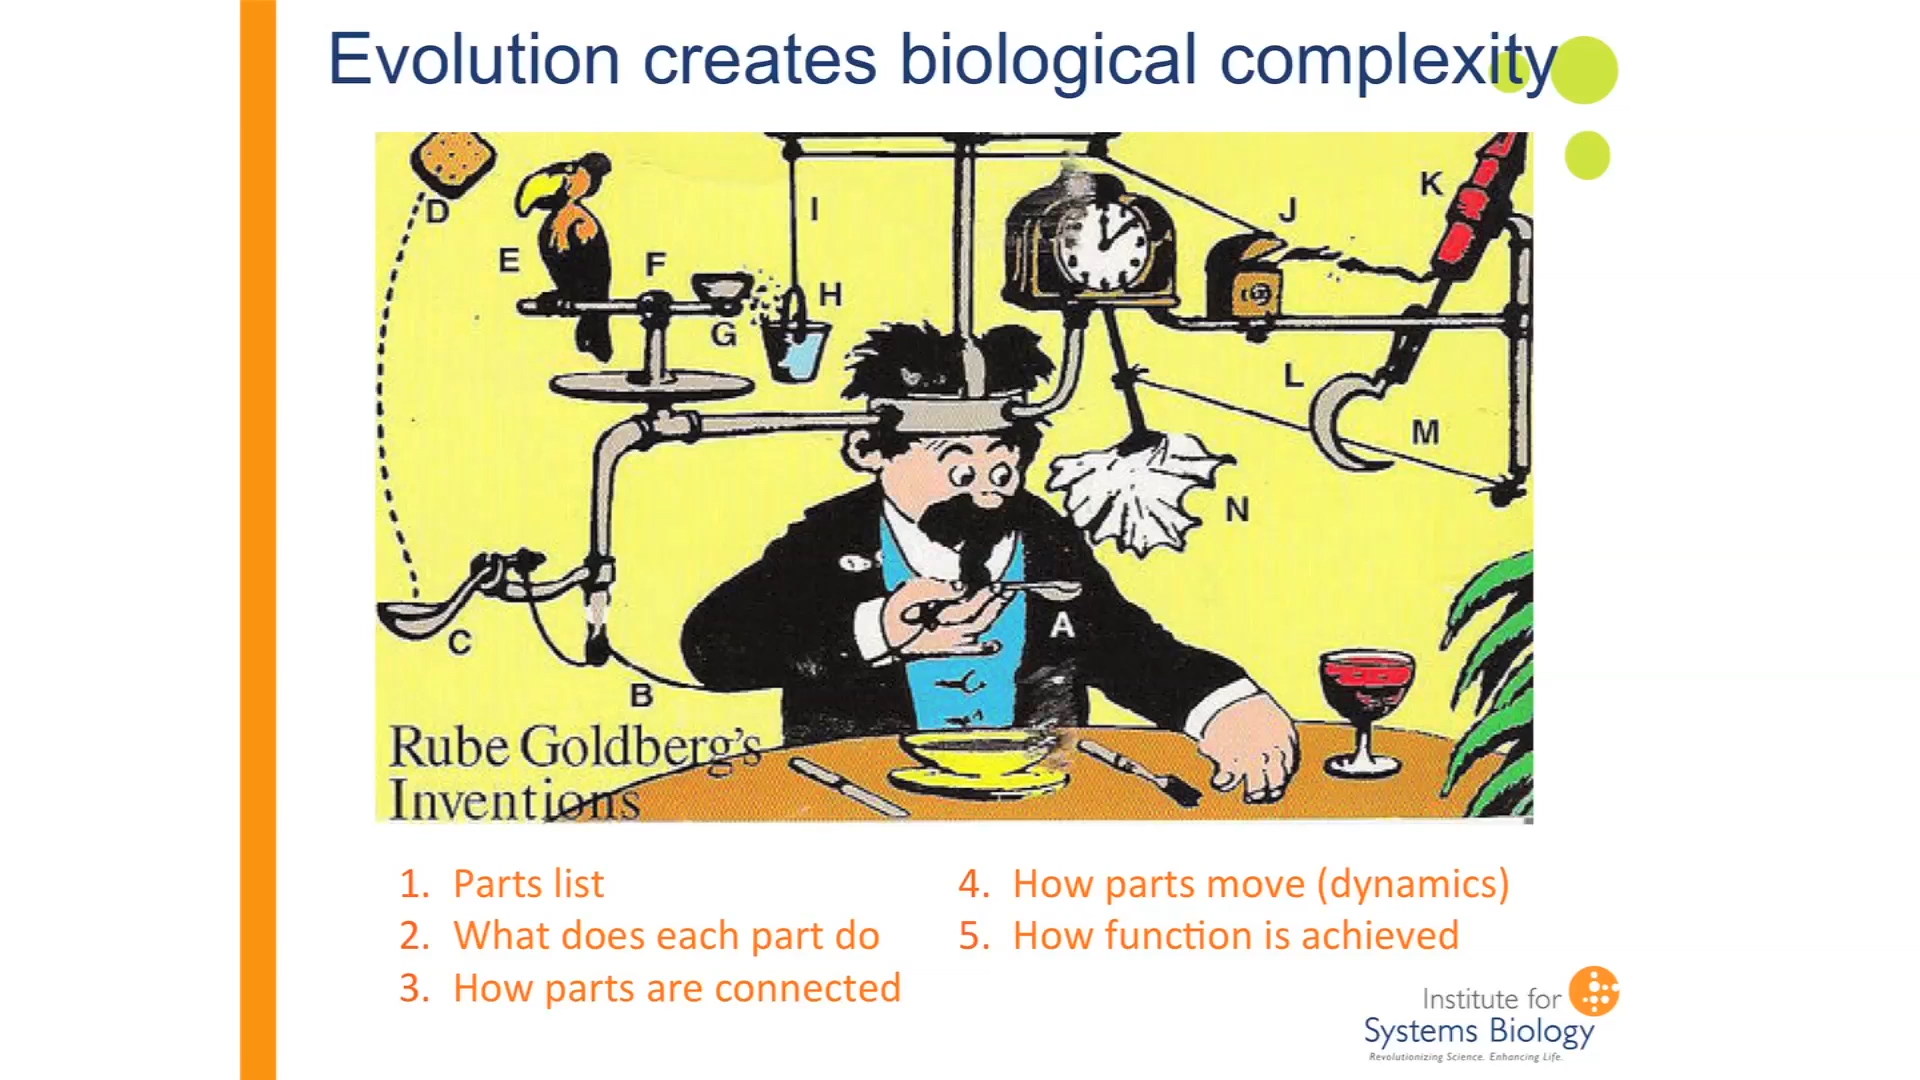 Evolution creates biological complexity
D
E
F
G
H
I
J
K
L
M
N
A
C
B
Rube Goldberg's
Inventions
1. Parts list
2. What does each part do
3. How parts are connected
4. How parts move (dynamics)
5. How function is achieved
Institute for
Systems Biology
Revolutionizing Science. Enhancing Life.